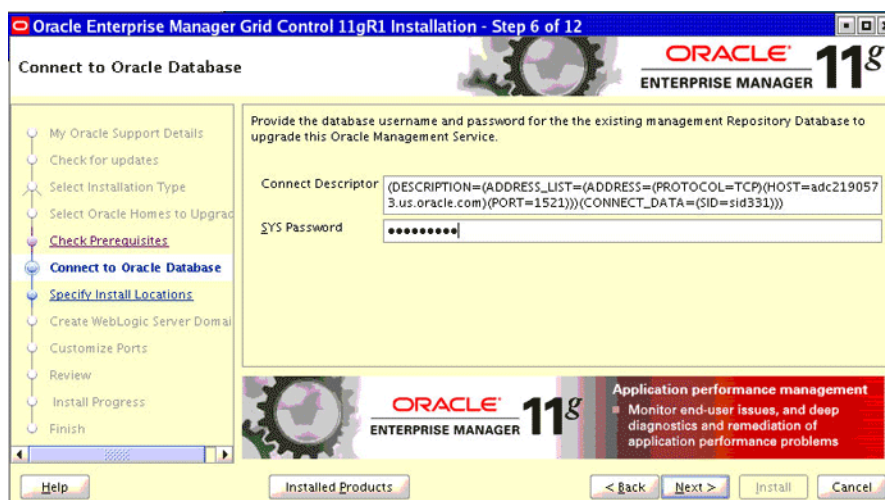 Oracle Enterprise Manager Grid Control 11gR1 Installation - Step 6 of 12
Connect to Oracle Database
ORACLE
ENTERPRISE MANAGER 11g
My Oracle Support Details
Check for updates
Select Installation Type
Select Oracle Homes to Upgrad
Check Prerequisites
Connect to Oracle Database
Specify Install Locations
Create WebLogic Server Domai
Customize Ports
Review
Install Progress
Finish
Provide the database username and password for the the existing management Repository Database to
upgrade this Oracle Management Service.
Connect Descriptor
(DESCRIPTION=(ADDRESS_LIST=(ADDRESS=(PROTOCOL=TCP)(HOST=adc219057
3.us.oracle.com)(PORT=1521)))(CONNECT_DATA=(SID=sid331)))
SYS Password
•••••••••
ORACLE
ENTERPRISE MANAGER 11g
Application performance management
Monitor end-user issues, and deep
diagnostics and remediation of
application performance problems
Help
Installed Products
< Back
Next >
Install
Cancel